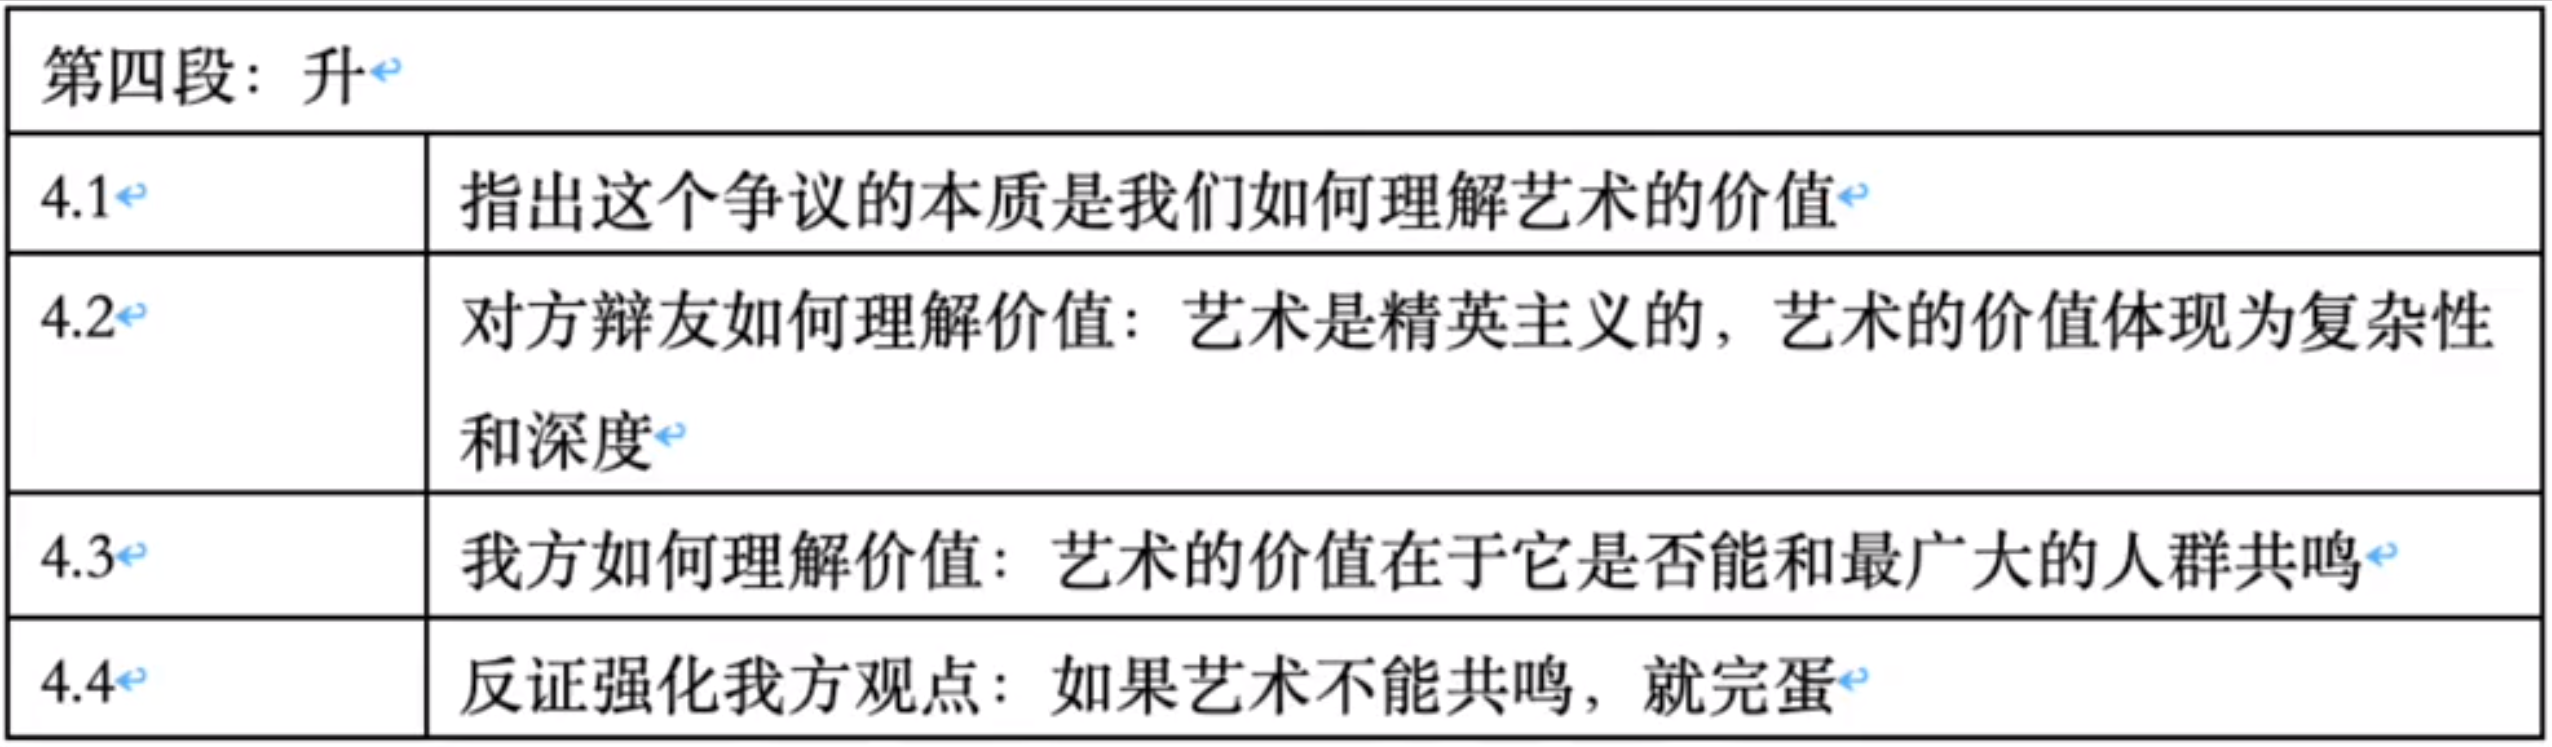 第四段：升
4.1
指出这个争议的本质是我们如何理解艺术的价值
4.2
对方辩友如何理解价值：艺术是精英主义的，艺术的价值体现为复杂性
和深度
4.3
我方如何理解价值：艺术的价值在于它是否能和最广大的人群共鸣
4.4
反证强化我方观点：如果艺术不能共鸣，就完蛋